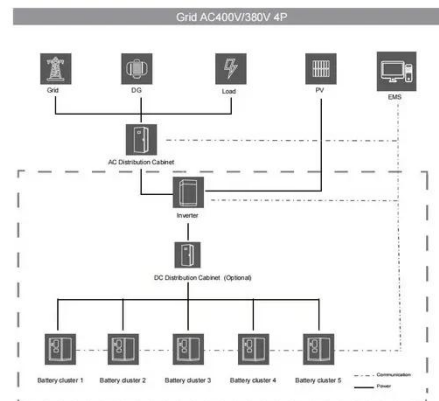 Grid AC400V/380V 4P
Grid
DG
Load
PV
EMS
AC Distribution Cabinet
Inverter
DC Distribution Cabinet (Optional)
Battery cluster 1
Battery cluster 2
Battery cluster 3
Battery cluster 4
Battery cluster 5
Communication
Power